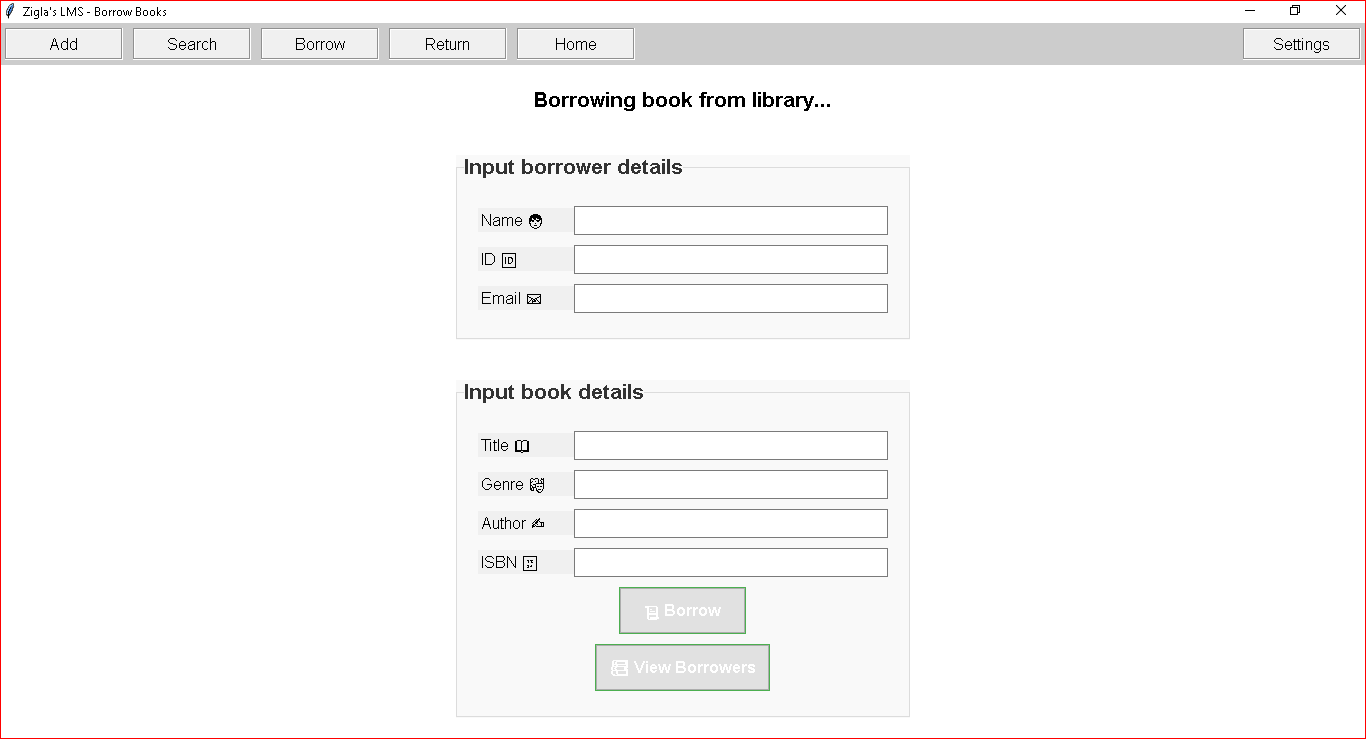 Zigla's LMS - Borrow Books
Add Search Borrow Return Home Settings
Borrowing book from library...
Input borrower details
Name
ID
Email
Input book details
Title
Genre
Author
ISBN
Borrow
View Borrowers